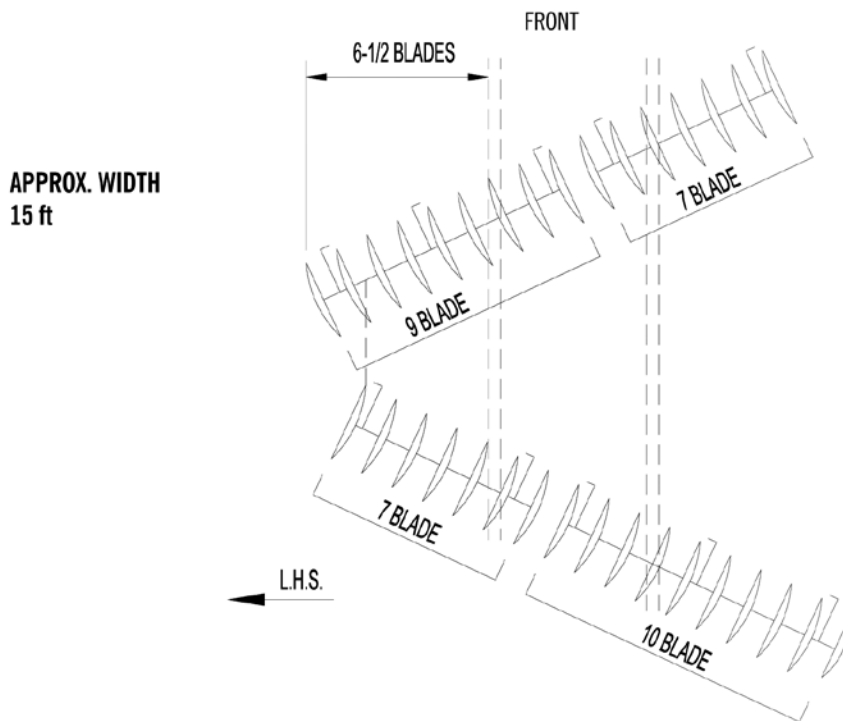 FRONT
6-1/2 BLADES
APPROX. WIDTH
15 ft
7 BLADE
9 BLADE
7 BLADE
L.H.S.
10 BLADE